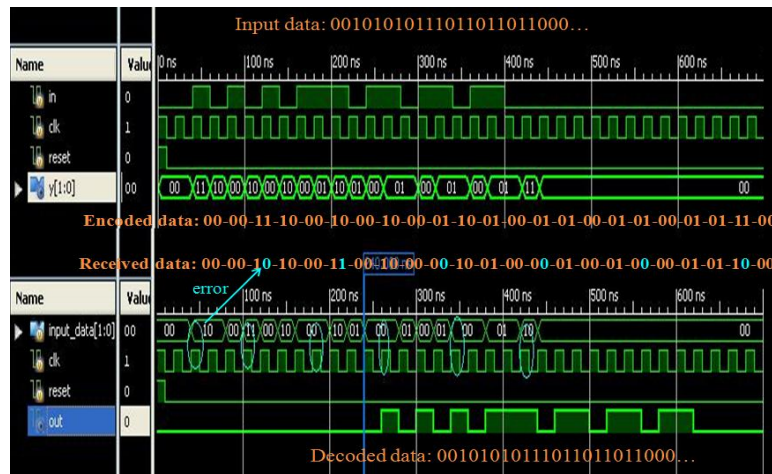 Input data: 00101010111011011011000…
Name Valu 0 ns 100 ns 200 ns 300 ns 400 ns 500 ns 600 ns
in 0
clk 1
reset 0
y[1:0] 00 00 11 10 00 10 00 10 00 01 10 01 00 01 00 01 00 01 11 00
Encoded data: 00-00-11-10-00-10-00-10-00-01-10-01-00-01-01-00-01-01-00-01-01-11-00
Received data: 00-00-10-10-00-11-00-10-00-00-10-01-00-00-01-00-01-00-00-01-01-10-00
error
Name Valu 100 ns 200 ns 300 ns 400 ns 500 ns 600 ns
input_data[1:0] 00 00 10 00 11 00 10 00 10 01 00 01 00 01 00 01 10 00
clk 1
reset 0
out 0
Decoded data: 00101010111011011011000…